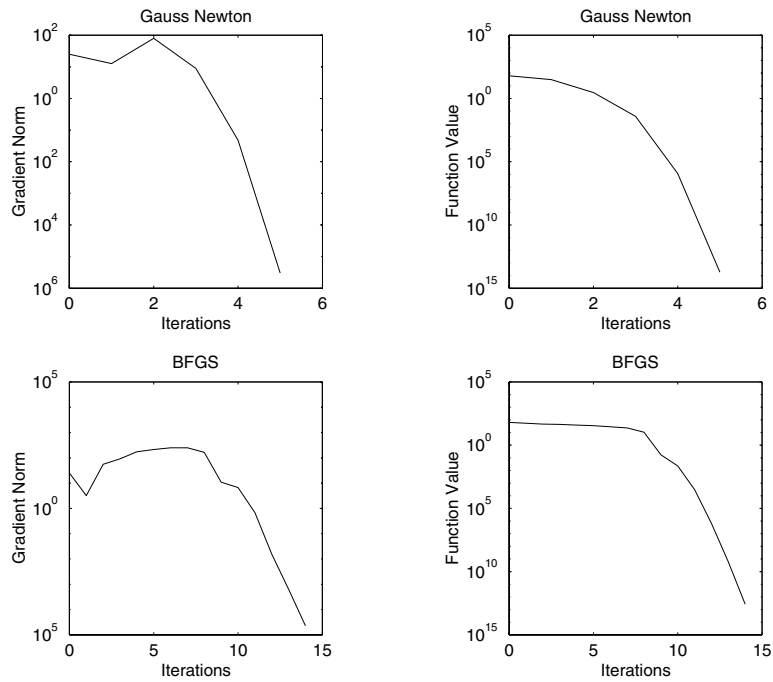 Gauss Newton
10^2
10^0
10^2
10^4
10^6
Gradient Norm
0 2 4 6
Iterations
Gauss Newton
10^5
10^0
10^5
10^10
10^15
Function Value
0 2 4 6
Iterations
BFGS
10^5
10^0
10^5
Gradient Norm
0 5 10 15
Iterations
BFGS
10^5
10^0
10^5
10^10
10^15
Function Value
0 5 10 15
Iterations